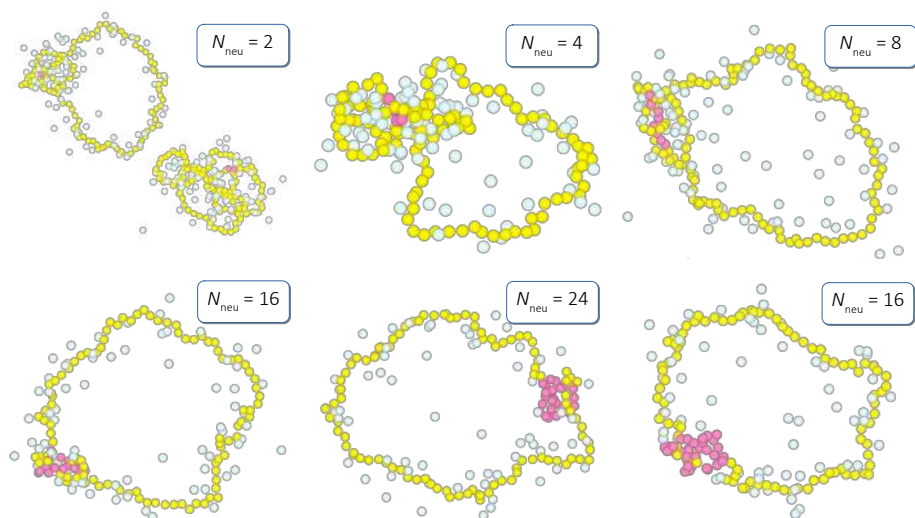 N_neu = 2
N_neu = 4
N_neu = 8
N_neu = 16
N_neu = 24
N_neu = 16